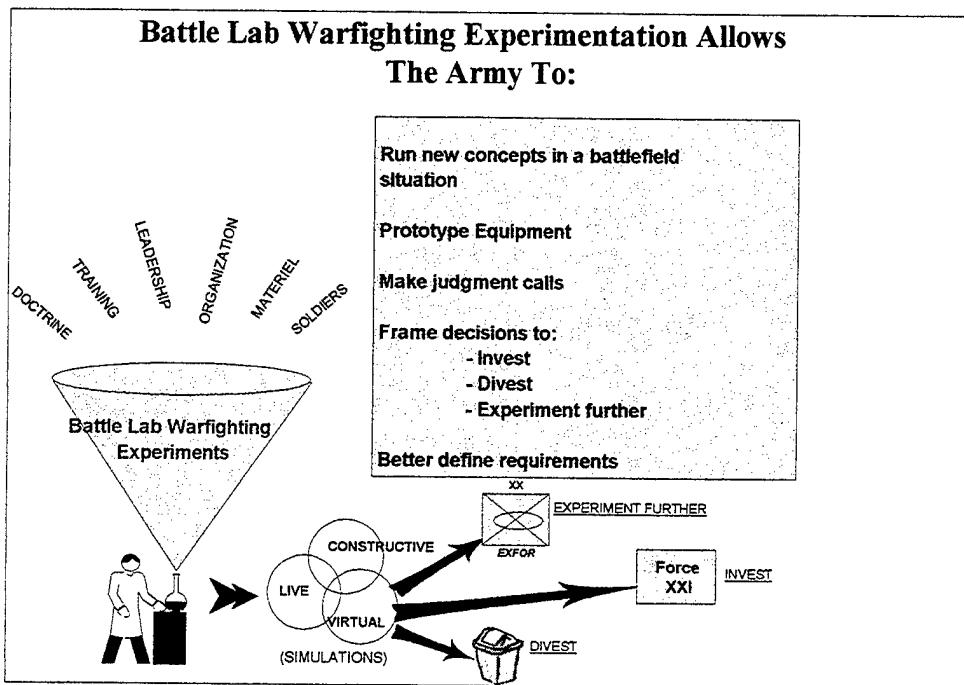 Battle Lab Warfighting Experimentation Allows
The Army To:
Run new concepts in a battlefield
situation
Prototype Equipment
Make judgment calls
Frame decisions to:
- Invest
- Divest
- Experiment further
Better define requirements
DOCTRINE
TRAINING
LEADERSHIP
ORGANIZATION
MATERIEL
SOLDIERS
Battle Lab Warfighting
Experiments
XX
EXFOR
EXPERIMENT FURTHER
CONSTRUCTIVE
LIVE
VIRTUAL
(SIMULATIONS)
Force
XXI
INVEST
DIVEST